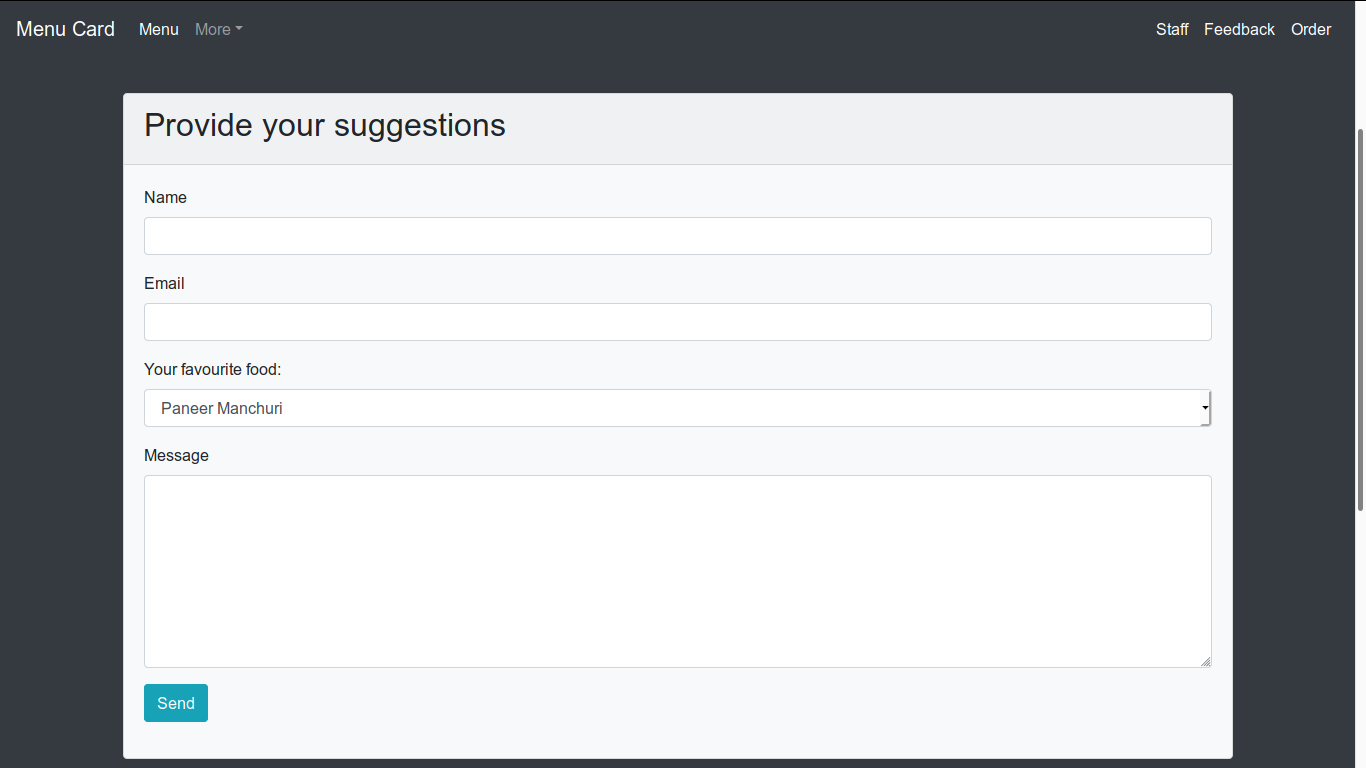 Menu Card Menu More Staff Feedback Order
Provide your suggestions
Name
Email
Your favourite food:
Paneer Manchuri
Message
Send